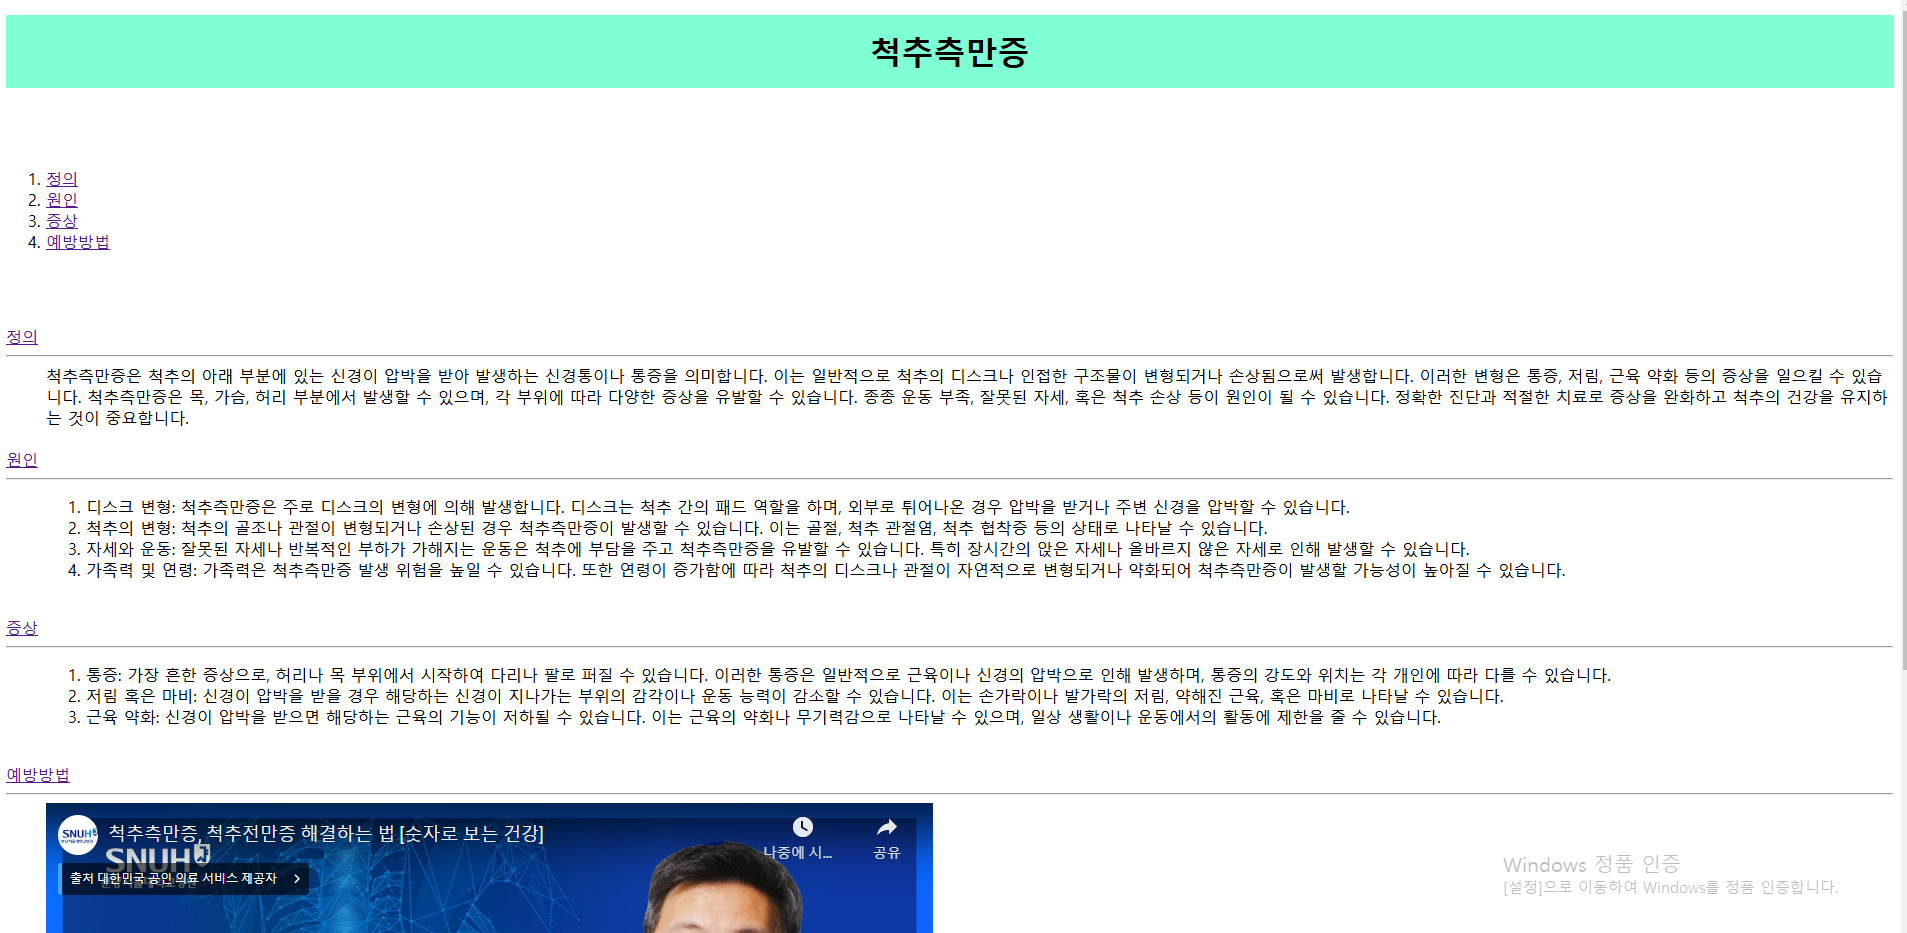 척추측만증
1. 정의
2. 원인
3. 증상
4. 예방방법
정의
척추측만증은 척추의 아래 부분에 있는 신경이 압박을 받아 발생하는 신경통이나 통증을 의미합니다. 이는 일반적으로 척추의 디스크나 인접한 구조물이 변형되거나 손상됨으로써 발생합니다. 이러한 변형은 통증, 저림, 근육 약화 등의 증상을 일으킬 수 있습
니다. 척추측만증은 목, 가슴, 허리 부분에서 발생할 수 있으며, 각 부위에 따라 다양한 증상을 유발할 수 있습니다. 종종 운동 부족, 잘못된 자세, 혹은 척추 손상 등이 원인이 될 수 있습니다. 정확한 진단과 적절한 치료로 증상을 완화하고 척추의 건강을 유지하
는 것이 중요합니다.
원인
1. 디스크 변형: 척추측만증은 주로 디스크의 변형에 의해 발생합니다. 디스크는 척추 간의 패드 역할을 하며, 외부로 튀어나온 경우 압박을 받거나 주변 신경을 압박할 수 있습니다.
2. 척추의 변형: 척추의 골조나 관절이 변형되거나 손상된 경우 척추측만증이 발생할 수 있습니다. 이는 골절, 척추 관절염, 척추 협착증 등의 상태로 나타날 수 있습니다.
3. 자세와 운동: 잘못된 자세나 반복적인 부하가 가해지는 운동은 척추에 부담을 주고 척추측만증을 유발할 수 있습니다. 특히 장시간의 앉은 자세나 올바르지 않은 자세로 인해 발생할 수 있습니다.
4. 가족력 및 연령: 가족력은 척추측만증 발생 위험을 높일 수 있습니다. 또한 연령이 증가함에 따라 척추의 디스크나 관절이 자연적으로 변형되거나 약화되어 척추측만증이 발생할 가능성이 높아질 수 있습니다.
증상
1. 통증: 가장 흔한 증상으로, 허리나 목 부위에서 시작하여 다리나 팔로 퍼질 수 있습니다. 이러한 통증은 일반적으로 근육이나 신경의 압박으로 인해 발생하며, 통증의 강도와 위치는 각 개인에 따라 다를 수 있습니다.
2. 저림 혹은 마비: 신경이 압박을 받을 경우 해당하는 신경이 지나가는 부위의 감각이나 운동 능력이 감소할 수 있습니다. 이는 손가락이나 발가락의 저림, 약해진 근육, 혹은 마비로 나타날 수 있습니다.
3. 근육 약화: 신경이 압박을 받으면 해당하는 근육의 기능이 저하될 수 있습니다. 이는 근육의 약화나 무기력감으로 나타날 수 있으며, 일상 생활이나 운동에서의 활동에 제한을 줄 수 있습니다.
예방방법
SNUH
척추측만증, 척추전만증 해결하는 법 [숫자로 보는 건강]
나중에 시...
공유
SNUH
출처 대한민국 공인 의료 서비스 제공자
Windows 정품 인증
[설정]으로 이동하여 Windows를 정품 인증합니다.